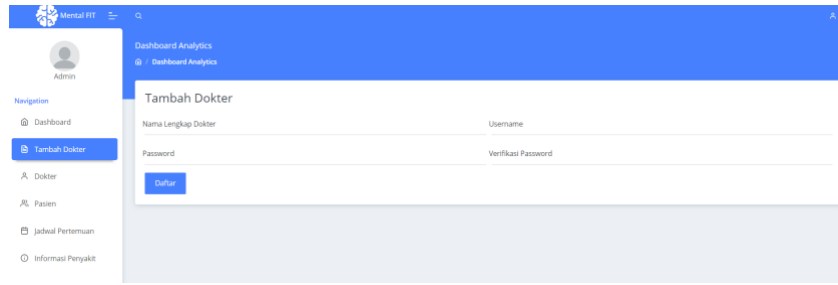 Mental FIT
Admin
Navigation
Dashboard
Tambah Dokter
Dokter
Pasien
Jadwal Pertemuan
Informasi Penyakit
Dashboard Analytics
/ Dashboard Analytics
Tambah Dokter
Nama Lengkap Dokter
Username
Password
Verifikasi Password
Daftar